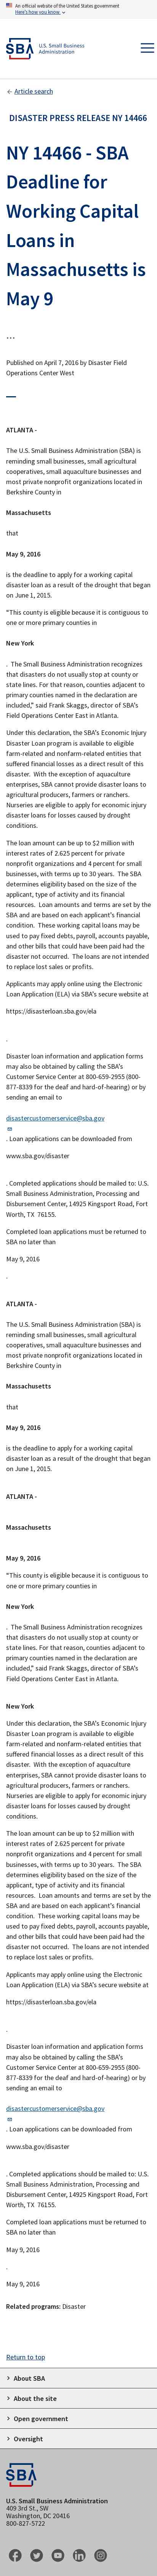 An official website of the United States government
Here's how you know
SBA
U.S. Small Business
Administration
Article search
DISASTER PRESS RELEASE NY 14466
NY 14466 - SBA
Deadline for
Working Capital
Loans in
Massachusetts is
May 9
...
Published on April 7, 2016 by Disaster Field
Operations Center West
ATLANTA -
The U.S. Small Business Administration (SBA) is
reminding small businesses, small agricultural
cooperatives, small aquaculture businesses and
most private nonprofit organizations located in
Berkshire County in
Massachusetts
that
May 9, 2016
is the deadline to apply for a working capital
disaster loan as a result of the drought that began
on June 1, 2015.
“This county is eligible because it is contiguous to
one or more primary counties in
New York
. The Small Business Administration recognizes
that disasters do not usually stop at county or
state lines. For that reason, counties adjacent to
primary counties named in the declaration are
included,” said Frank Skaggs, director of SBA’s
Field Operations Center East in Atlanta.
Under this declaration, the SBA’s Economic Injury
Disaster Loan program is available to eligible
farm-related and nonfarm-related entities that
suffered financial losses as a direct result of this
disaster. With the exception of aquaculture
enterprises, SBA cannot provide disaster loans to
agricultural producers, farmers or ranchers.
Nurseries are eligible to apply for economic injury
disaster loans for losses caused by drought
conditions.
The loan amount can be up to $2 million with
interest rates of 2.625 percent for private
nonprofit organizations and 4 percent for small
businesses, with terms up to 30 years. The SBA
determines eligibility based on the size of the
applicant, type of activity and its financial
resources. Loan amounts and terms are set by the
SBA and are based on each applicant’s financial
condition. These working capital loans may be
used to pay fixed debts, payroll, accounts payable,
and other bills that could have been paid had the
disaster not occurred. The loans are not intended
to replace lost sales or profits.
Applicants may apply online using the Electronic
Loan Application (ELA) via SBA’s secure website at
https://disasterloan.sba.gov/ela
.
Disaster loan information and application forms
may also be obtained by calling the SBA’s
Customer Service Center at 800-659-2955 (800-
877-8339 for the deaf and hard-of-hearing) or by
sending an email to
disastercustomerservice@sba.gov
. Loan applications can be downloaded from
www.sba.gov/disaster
. Completed applications should be mailed to: U.S.
Small Business Administration, Processing and
Disbursement Center, 14925 Kingsport Road, Fort
Worth, TX 76155.
Completed loan applications must be returned to
SBA no later than
May 9, 2016
.
ATLANTA -
The U.S. Small Business Administration (SBA) is
reminding small businesses, small agricultural
cooperatives, small aquaculture businesses and
most private nonprofit organizations located in
Berkshire County in
Massachusetts
that
May 9, 2016
is the deadline to apply for a working capital
disaster loan as a result of the drought that began
on June 1, 2015.
ATLANTA -
Massachusetts
May 9, 2016
“This county is eligible because it is contiguous to
one or more primary counties in
New York
. The Small Business Administration recognizes
that disasters do not usually stop at county or
state lines. For that reason, counties adjacent to
primary counties named in the declaration are
included,” said Frank Skaggs, director of SBA’s
Field Operations Center East in Atlanta.
New York
Under this declaration, the SBA’s Economic Injury
Disaster Loan program is available to eligible
farm-related and nonfarm-related entities that
suffered financial losses as a direct result of this
disaster. With the exception of aquaculture
enterprises, SBA cannot provide disaster loans to
agricultural producers, farmers or ranchers.
Nurseries are eligible to apply for economic injury
disaster loans for losses caused by drought
conditions.
The loan amount can be up to $2 million with
interest rates of 2.625 percent for private
nonprofit organizations and 4 percent for small
businesses, with terms up to 30 years. The SBA
determines eligibility based on the size of the
applicant, type of activity and its financial
resources. Loan amounts and terms are set by the
SBA and are based on each applicant’s financial
condition. These working capital loans may be
used to pay fixed debts, payroll, accounts payable,
and other bills that could have been paid had the
disaster not occurred. The loans are not intended
to replace lost sales or profits.
Applicants may apply online using the Electronic
Loan Application (ELA) via SBA’s secure website at
https://disasterloan.sba.gov/ela
.
Disaster loan information and application forms
may also be obtained by calling the SBA’s
Customer Service Center at 800-659-2955 (800-
877-8339 for the deaf and hard-of-hearing) or by
sending an email to
disastercustomerservice@sba.gov
. Loan applications can be downloaded from
www.sba.gov/disaster
. Completed applications should be mailed to: U.S.
Small Business Administration, Processing and
Disbursement Center, 14925 Kingsport Road, Fort
Worth, TX 76155.
Completed loan applications must be returned to
SBA no later than
May 9, 2016
.
May 9, 2016
Related programs: Disaster
Return to top
About SBA
About the site
Open government
Oversight
SBA
U.S. Small Business Administration
409 3rd St., SW
Washington, DC 20416
800-827-5722